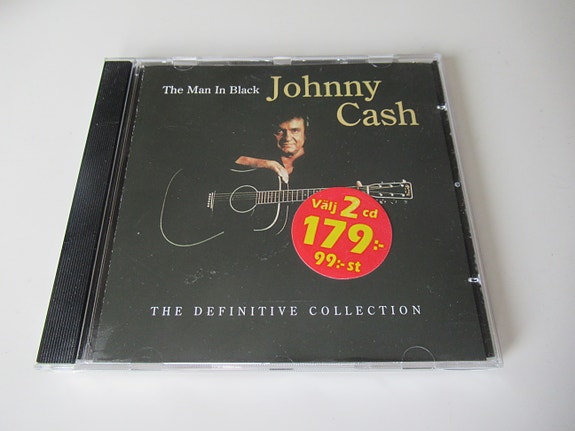 The Man In Black
Johnny
Cash
Välj 2 cd
179:-
99:-st
THE DEFINITIVE COLLECTION